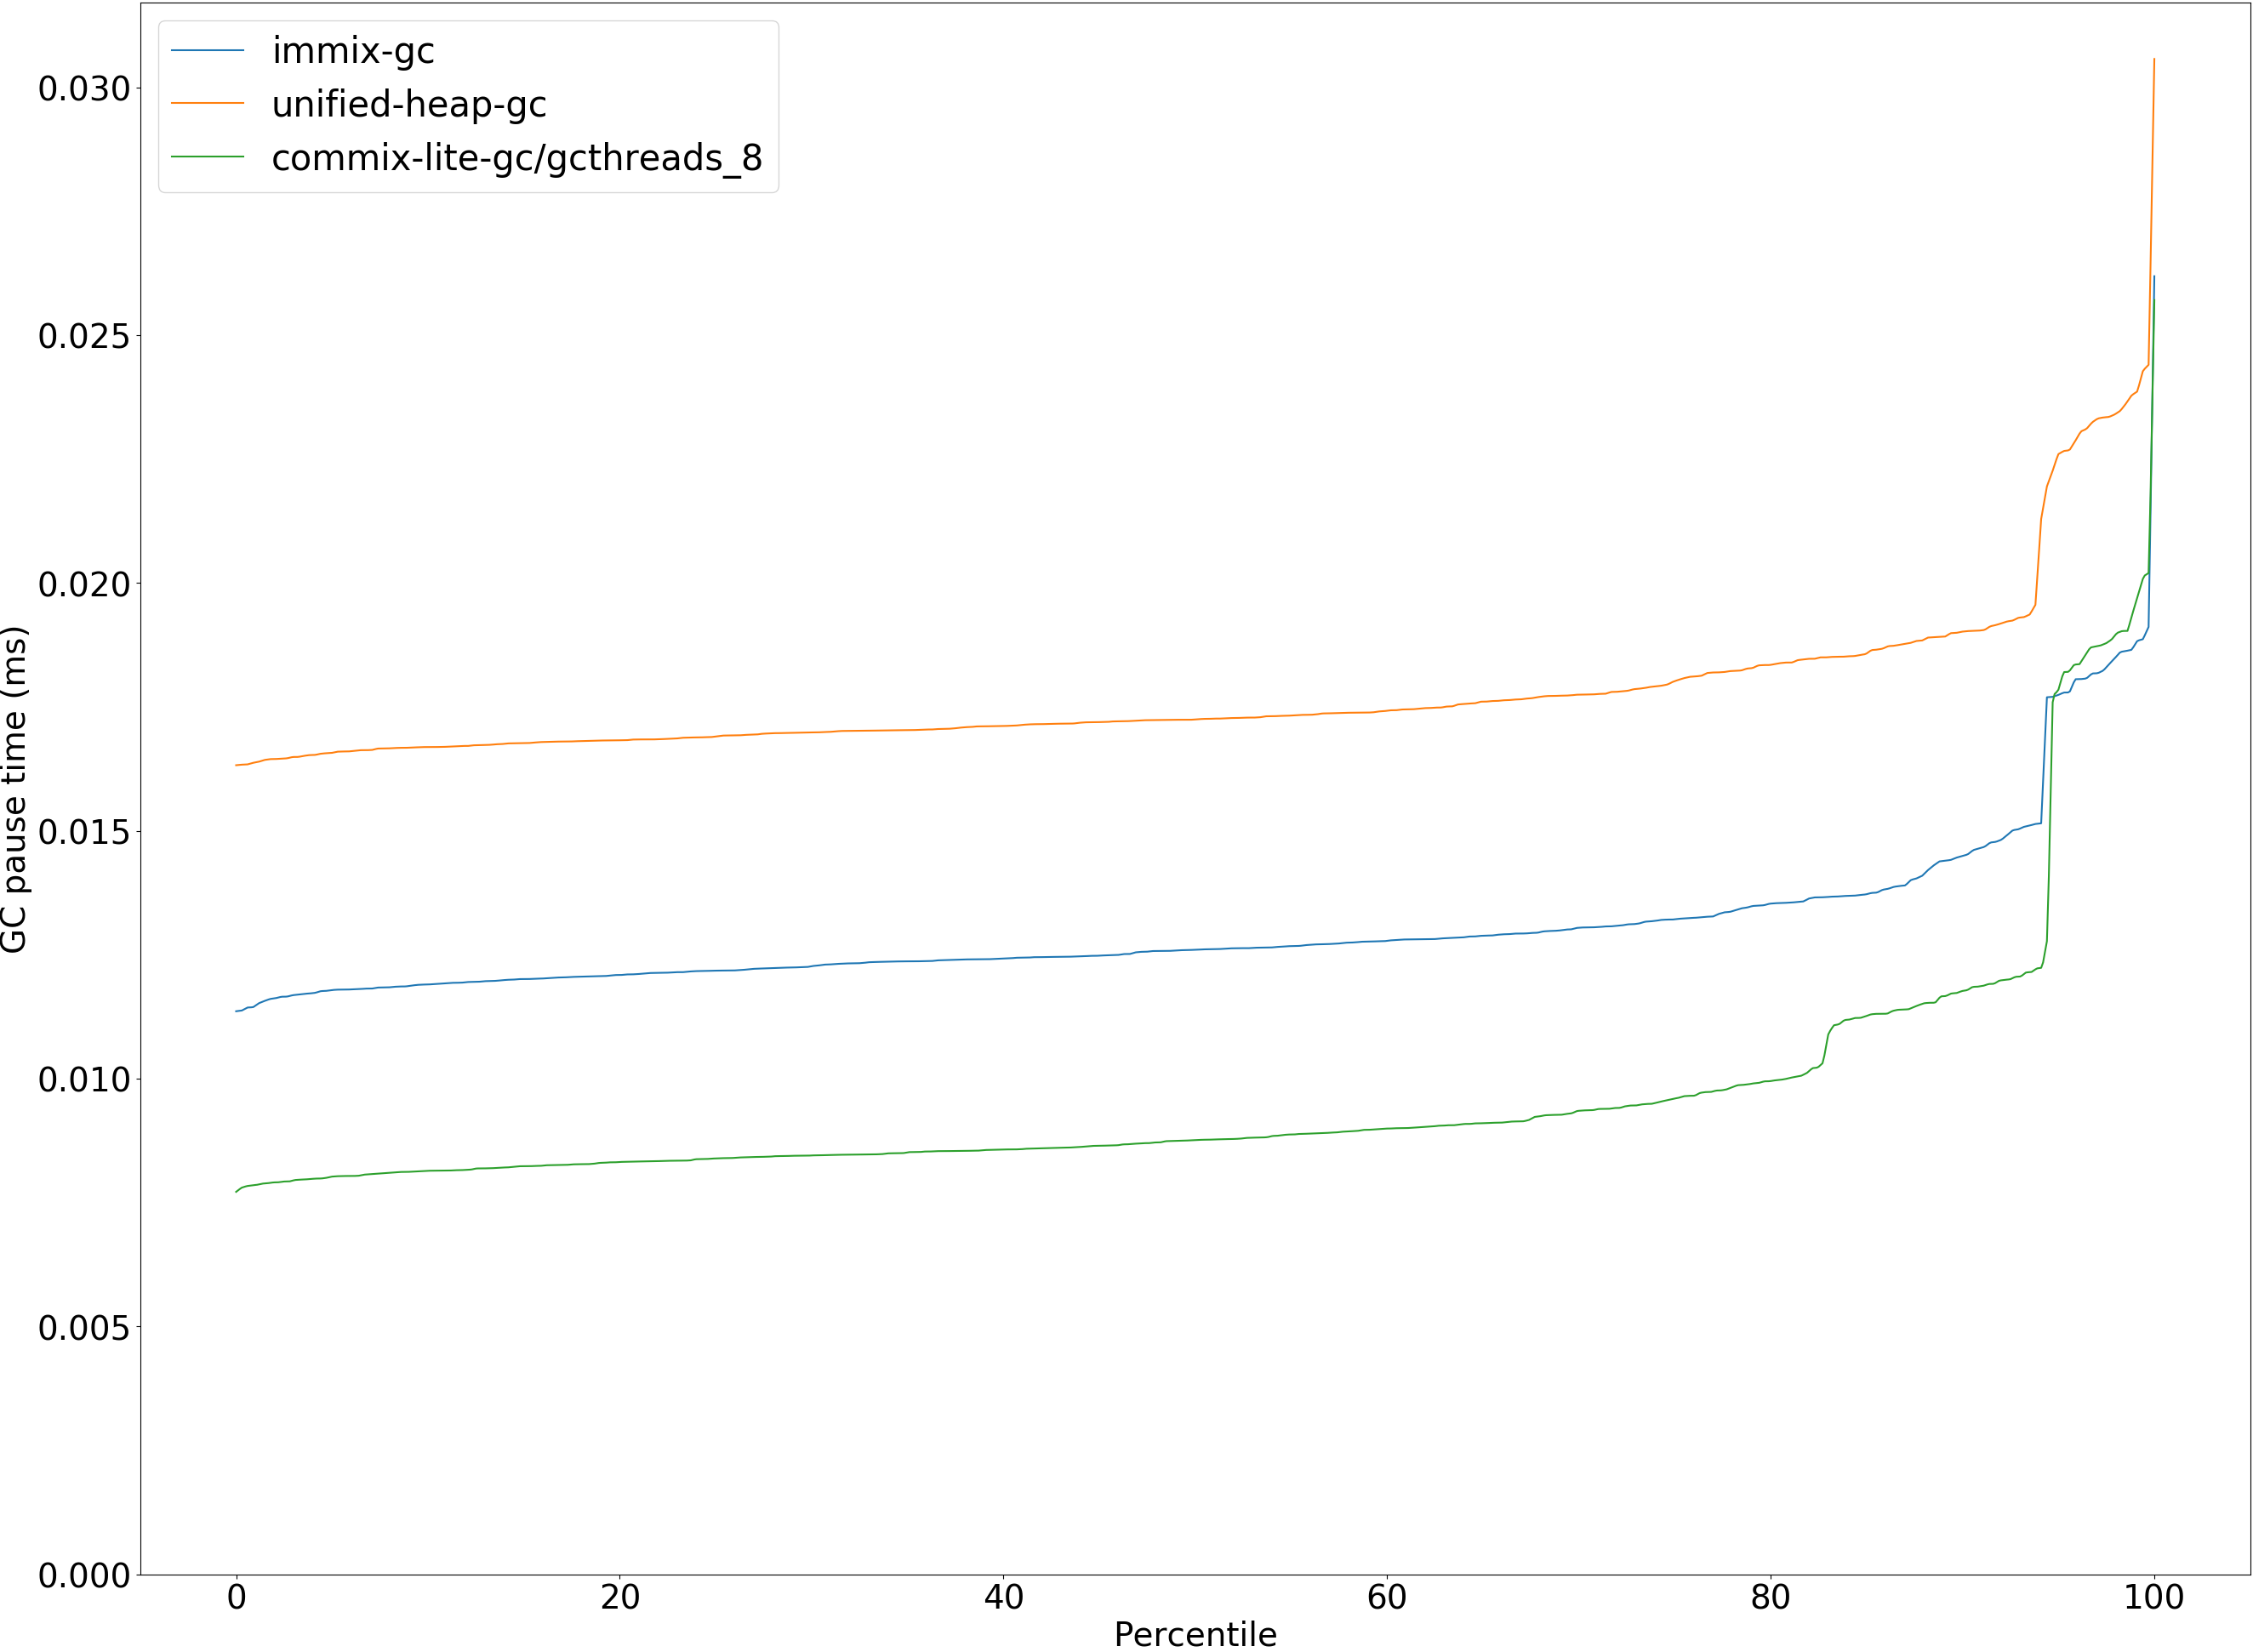 immix-gc
unified-heap-gc
commix-lite-gc/gcthreads_8
GC pause time (ms)
0.030
0.025
0.020
0.015
0.010
0.005
0.000
0 20 40 60 80 100
Percentile